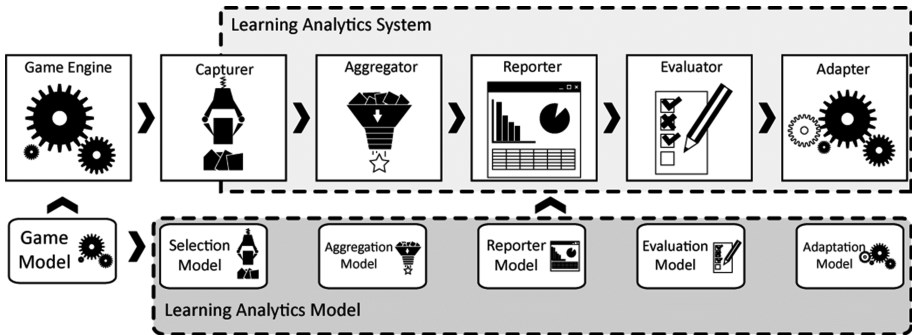 Learning Analytics System
Game Engine
Capturer
Aggregator
Reporter
Evaluator
Adapter
Game
Model
Selection
Model
Aggregation
Model
Reporter
Model
Evaluation
Model
Adaptation
Model
Learning Analytics Model